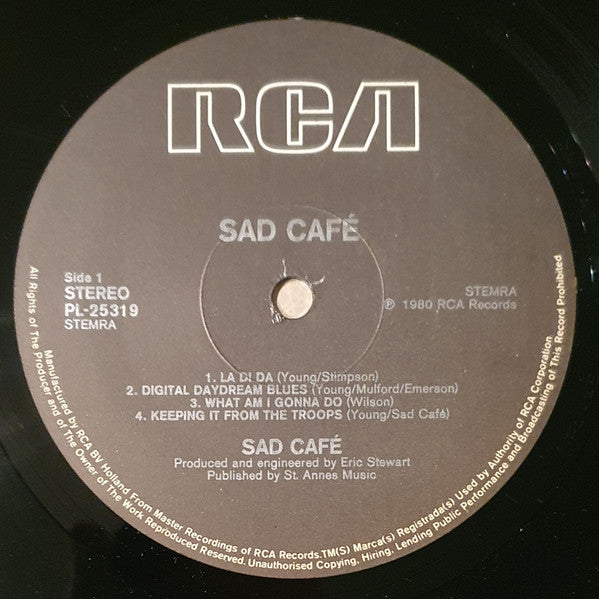 RCA
SAD CAFÉ
Side 1
STEREO
PL-25319
STEMRA
STEMRA
℗ 1980 RCA Records
1. LA DI DA (Young/Stimpson)
2. DIGITAL DAYDREAM BLUES (Young/Mulford/Emerson)
3. WHAT AM I GONNA DO (Wilson)
4. KEEPING IT FROM THE TROOPS (Young/Sad Café)
SAD CAFÉ
Produced and engineered by Eric Stewart
Published by St. Annes Music
Manufactured by RCA BV Holland From Master Recordings of RCA Records.TM(S) Marca(s) Registrada(s) Used by Authority of RCA Corporation
All Rights of The Producer and of The Owner of The Work Reproduced Reserved. Unauthorised Copying, Hiring, Lending Public Performance and Broadcasting of This Record Prohibited